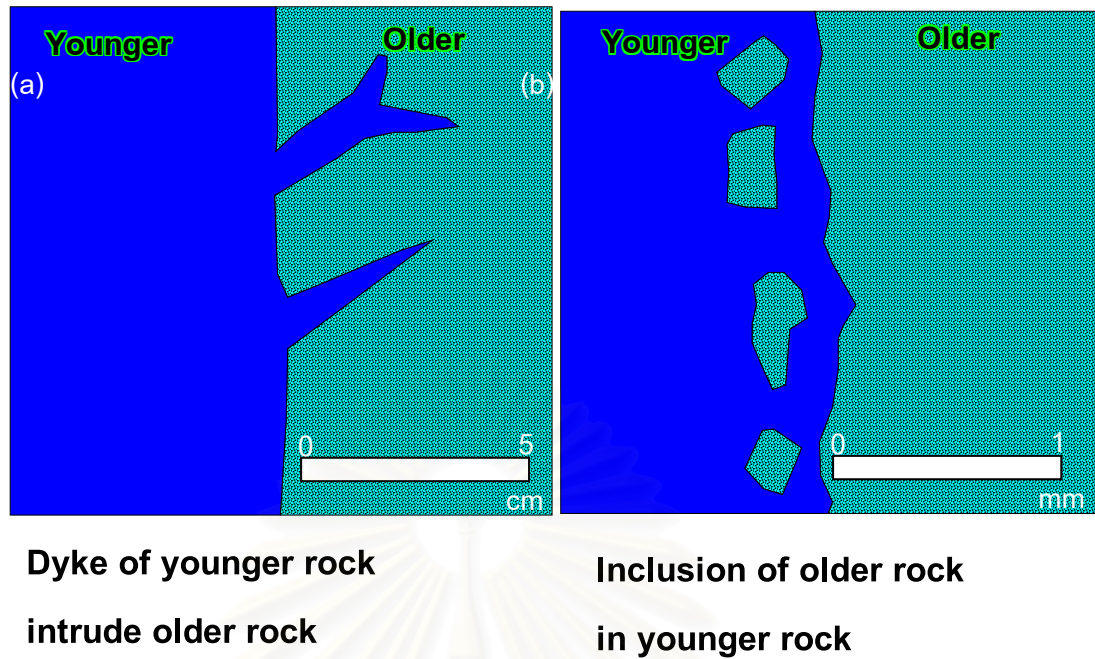 Younger
Older
(a)
0 5
cm
Younger
Older
(b)
0 1
mm
Dyke of younger rock
intrude older rock
Inclusion of older rock
in younger rock